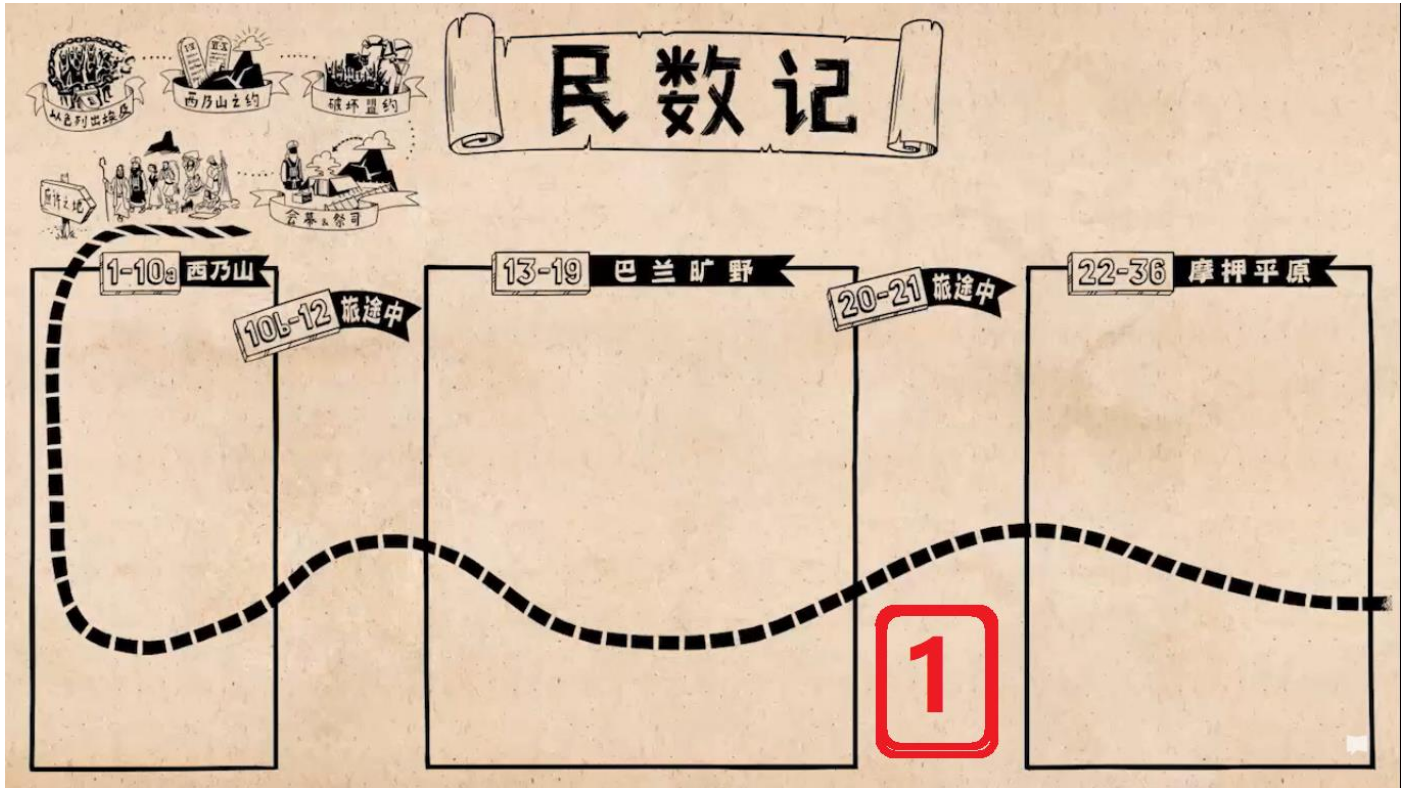 民数记
以色列出埃及
西乃山之约
破坏盟约
会幕&祭司
应许之地
1-10a 西乃山
10b-12 旅途中
13-19 巴兰旷野
20-21 旅途中
22-36 摩押平原
1